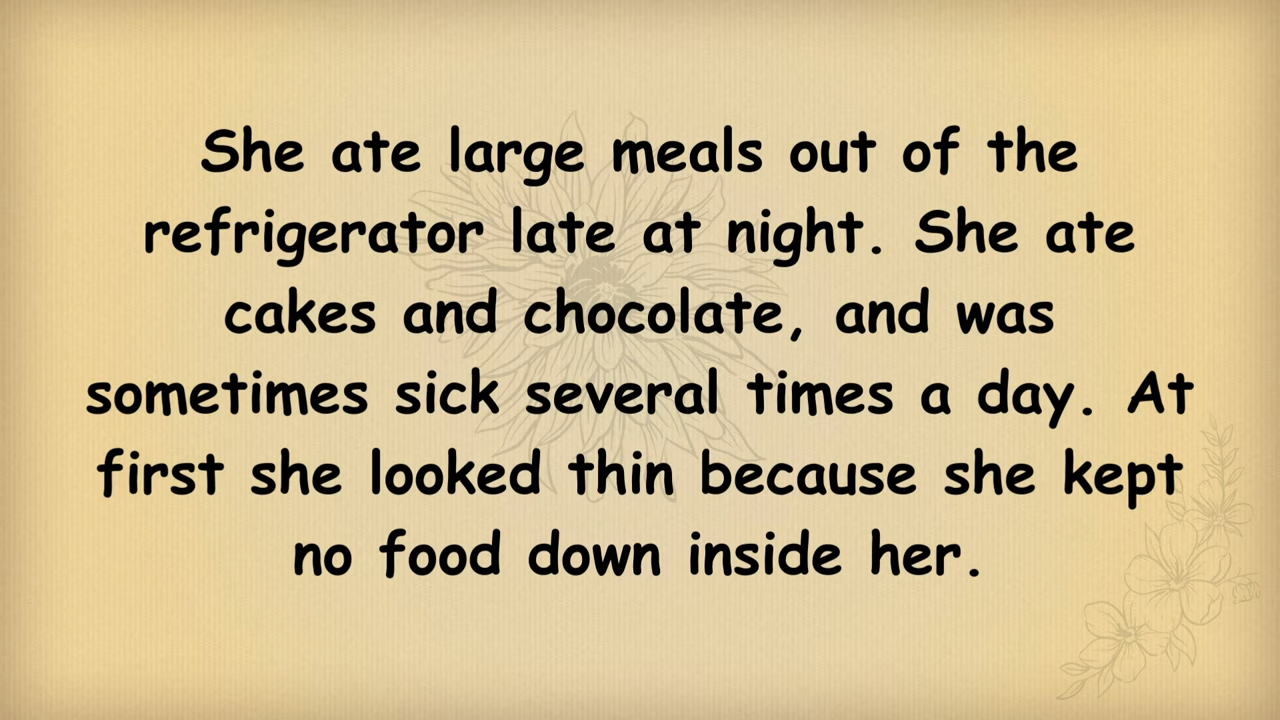 She ate large meals out of the
refrigerator late at night. She ate
cakes and chocolate, and was
sometimes sick several times a day. At
first she looked thin because she kept
no food down inside her.